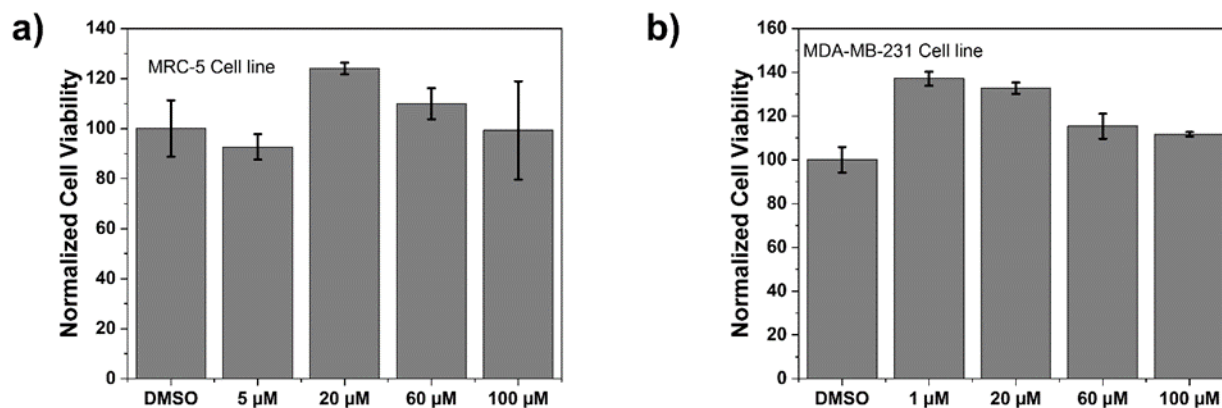 a)
MRC-5 Cell line
Normalized Cell Viability
140
120
100
80
60
40
20
0
DMSO 5 µM 20 µM 60 µM 100 µM
b)
MDA-MB-231 Cell line
Normalized Cell Viability
160
140
120
100
80
60
40
20
0
DMSO 1 µM 20 µM 60 µM 100 µM